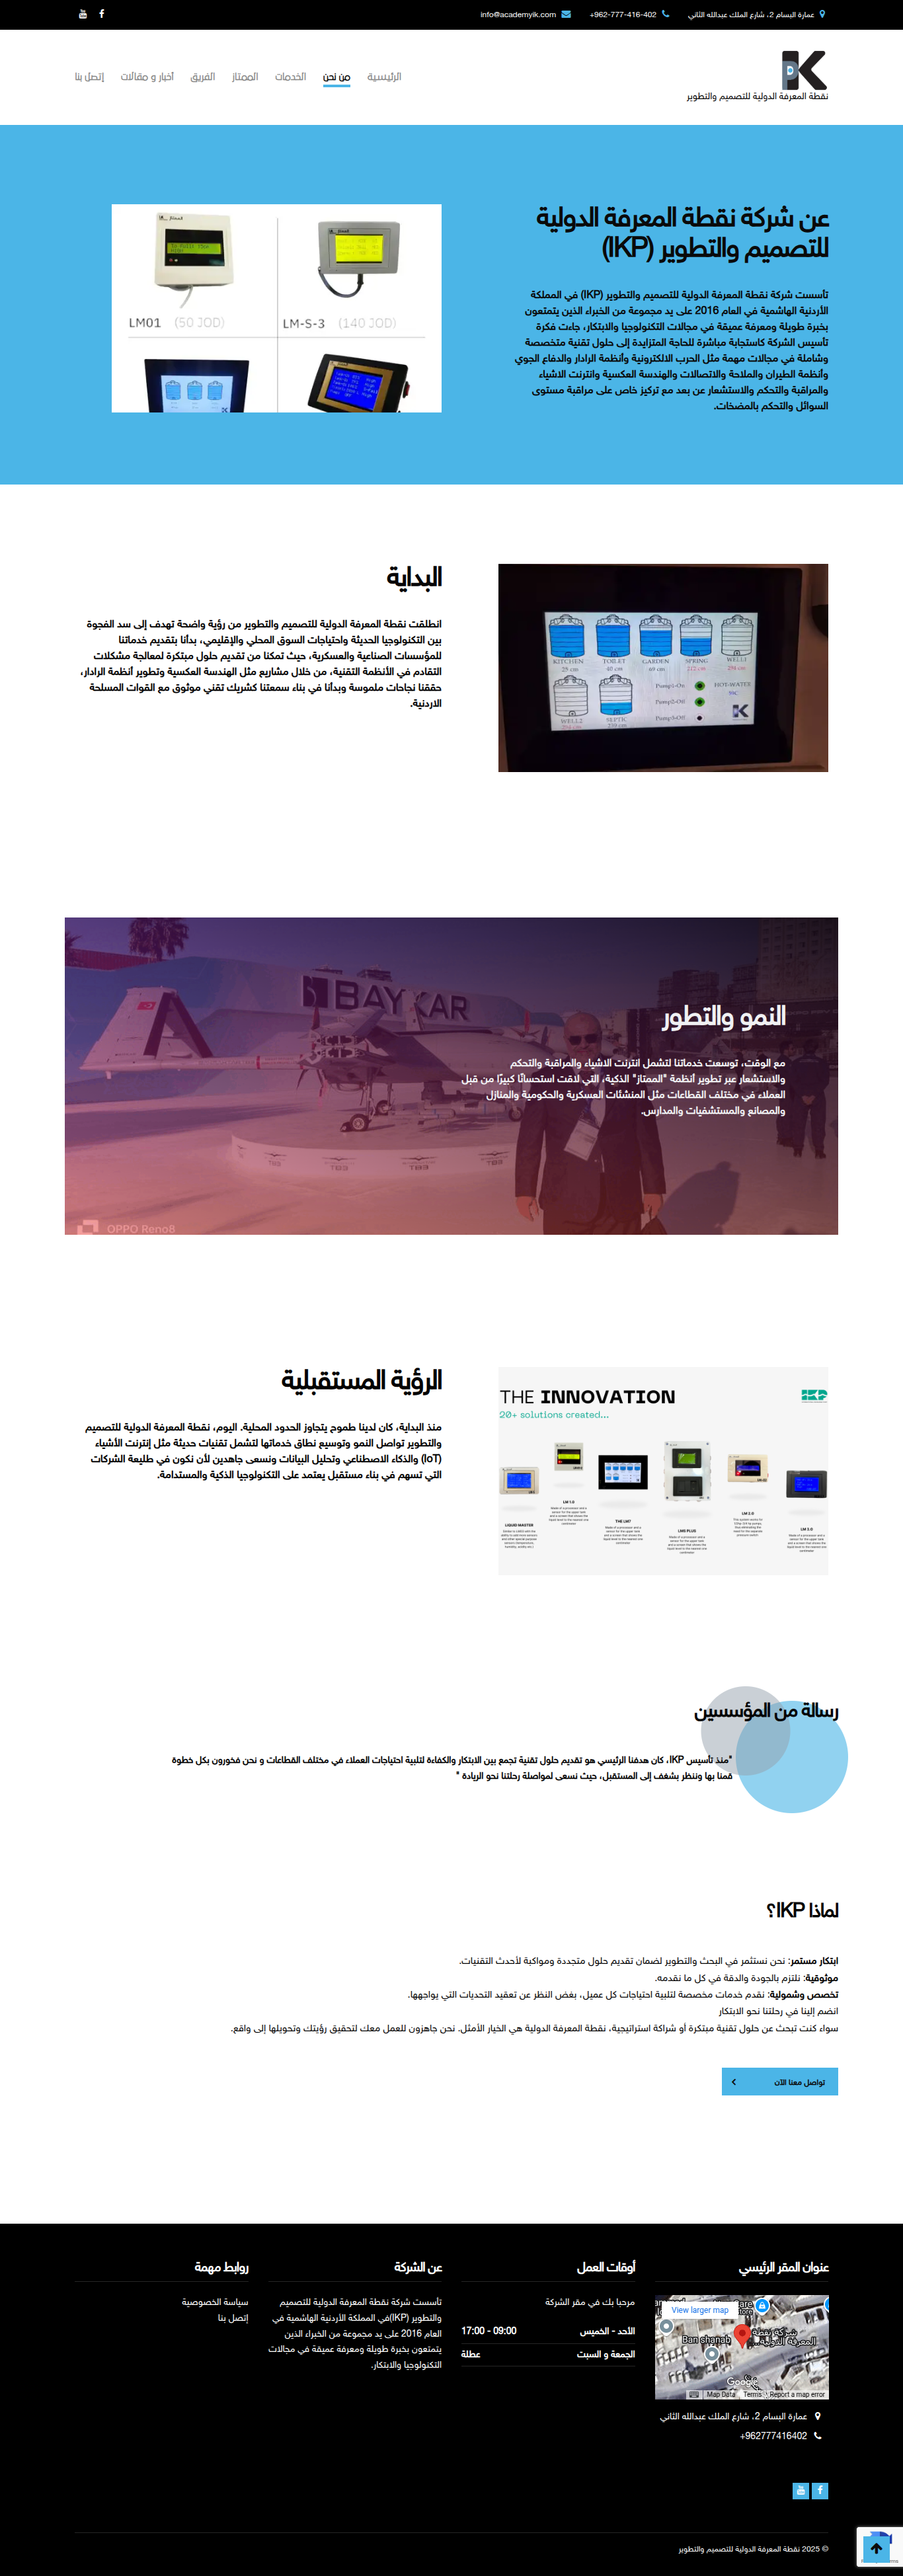 عمارة البسام 2، شارع الملك عبدالله الثاني
+962-777-416-402
info@academyik.com
نقطة المعرفة الدولية للتصميم والتطوير
الرئيسية من نحن الخدمات الممتاز الفريق أخبار و مقالات إتصل بنا
عن شركة نقطة المعرفة الدولية
للتصميم والتطوير (IKP)
تأسست شركة نقطة المعرفة الدولية للتصميم والتطوير (IKP) في المملكة
الأردنية الهاشمية في العام 2016 على يد مجموعة من الخبراء الذين يتمتعون
بخبرة طويلة ومعرفة عميقة في مجالات التكنولوجيا والابتكار، جاءت فكرة
تأسيس الشركة كاستجابة مباشرة للحاجة المتزايدة إلى حلول تقنية متخصصة
وشاملة في مجالات مهمة مثل الحرب الالكترونية وأنظمة الرادار والدفاع الجوي
وأنظمة الطيران والملاحة والاتصالات والهندسة العكسية وانترنت الاشياء
والمراقبة والتحكم والاستشعار عن بعد مع تركيز خاص على مراقبة مستوى
السوائل والتحكم بالمضخات.
LM01 (50 JOD)
LM-S-3 (140 JOD)
البداية
انطلقت نقطة المعرفة الدولية للتصميم والتطوير من رؤية واضحة تهدف إلى سد الفجوة
بين التكنولوجيا الحديثة واحتياجات السوق المحلي والإقليمي، بدأنا بتقديم خدماتنا
للمؤسسات الصناعية والعسكرية، حيث تمكنا من تقديم حلول مبتكرة لمعالجة مشكلات
التقادم في الأنظمة التقنية، من خلال مشاريع مثل الهندسة العكسية وتطوير أنظمة الرادار،
حققنا نجاحات ملموسة وبدأنا في بناء سمعتنا كشريك تقني موثوق مع القوات المسلحة
الاردنية.
KITCHEN TOILET GARDEN SPRING WELL1
Pump1-On HOT-WATER
Pump2-Off
Pump3-Off
WELL2 SEPTIC
BAYKAR
النمو والتطور
مع الوقت، توسعت خدماتنا لتشمل انترنت الاشياء والمراقبة والتحكم
والاستشعار عبر تطوير أنظمة "الممتاز" الذكية، التي لاقت استحسانًا كبيرًا من قبل
العملاء في مختلف القطاعات مثل المنشئات العسكرية والحكومية والمنازل
والمصانع والمستشفيات والمدارس.
OPPO Reno8
الرؤية المستقبلية
منذ البداية، كان لدينا طموح يتجاوز الحدود المحلية. اليوم، نقطة المعرفة الدولية للتصميم
والتطوير تواصل النمو وتوسيع نطاق خدماتها لتشمل تقنيات حديثة مثل إنترنت الأشياء
(IoT) والذكاء الاصطناعي وتحليل البيانات ونسعى جاهدين لأن نكون في طليعة الشركات
التي تسهم في بناء مستقبل يعتمد على التكنولوجيا الذكية والمستدامة.
THE INNOVATION
20+ solutions created...
IKP
LIQUID MASTER
LM 1.0
THE LM7
LMS PLUS
LM 2.0
LM 3.0
رسالة من المؤسسين
"منذ تأسيس IKP، كان هدفنا الرئيسي هو تقديم حلول تقنية تجمع بين الابتكار والكفاءة لتلبية احتياجات العملاء في مختلف القطاعات و نحن فخورون بكل خطوة
قمنا بها وننظر بشغف إلى المستقبل، حيث نسعى لمواصلة رحلتنا نحو الريادة "
لماذا IKP؟
ابتكار مستمر: نحن نستثمر في البحث والتطوير لضمان تقديم حلول متجددة ومواكبة لأحدث التقنيات.
موثوقية: نلتزم بالجودة والدقة في كل ما نقدمه.
تخصص وشمولية: نقدم خدمات مخصصة لتلبية احتياجات كل عميل، بغض النظر عن تعقيد التحديات التي يواجهها.
انضم إلينا في رحلتنا نحو الابتكار
سواء كنت تبحث عن حلول تقنية مبتكرة أو شراكة استراتيجية، نقطة المعرفة الدولية هي الخيار الأمثل. نحن جاهزون للعمل معك لتحقيق رؤيتك وتحويلها إلى واقع.
تواصل معنا الآن
عنوان المقر الرئيسي
View larger map
شركة نقطة
المعرفة الدولية
Google
Map Data Terms Report a map error
عمارة البسام 2، شارع الملك عبدالله الثاني
+962777416402
أوقات العمل
مرحبا بك في مقر الشركة
الأحد - الخميس 09:00 - 17:00
الجمعة و السبت عطلة
عن الشركة
تأسست شركة نقطة المعرفة الدولية للتصميم
والتطوير (IKP)في المملكة الأردنية الهاشمية في
العام 2016 على يد مجموعة من الخبراء الذين
يتمتعون بخبرة طويلة ومعرفة عميقة في مجالات
التكنولوجيا والابتكار.
روابط مهمة
سياسة الخصوصية
إتصل بنا
© 2025 نقطة المعرفة الدولية للتصميم والتطوير